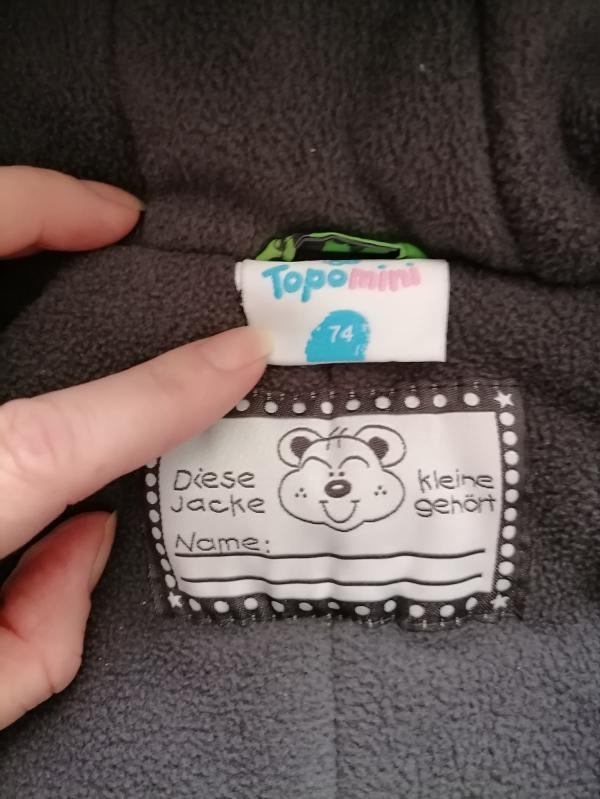 Topomini
74
Diese kleine
Jacke gehört
Name: